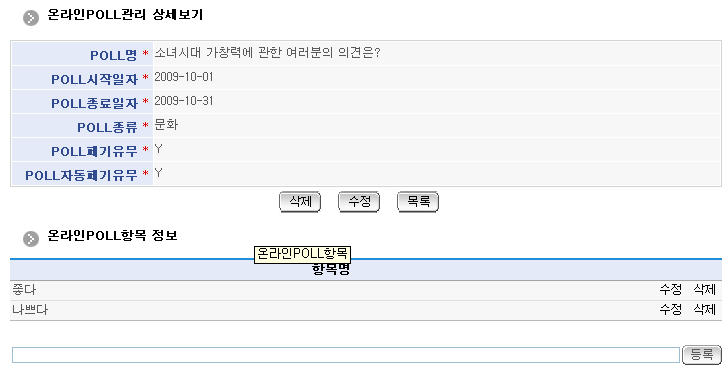 온라인POLL관리 상세보기
POLL명 * 소녀시대 가창력에 관한 여러분의 의견은?
POLL시작일자 * 2009-10-01
POLL종료일자 * 2009-10-31
POLL종류 * 문화
POLL폐기유무 * Y
POLL자동폐기유무 * Y
삭제 수정 목록
온라인POLL항목 정보
온라인POLL항목
항목명
좋다 수정 삭제
나쁘다 수정 삭제
등록